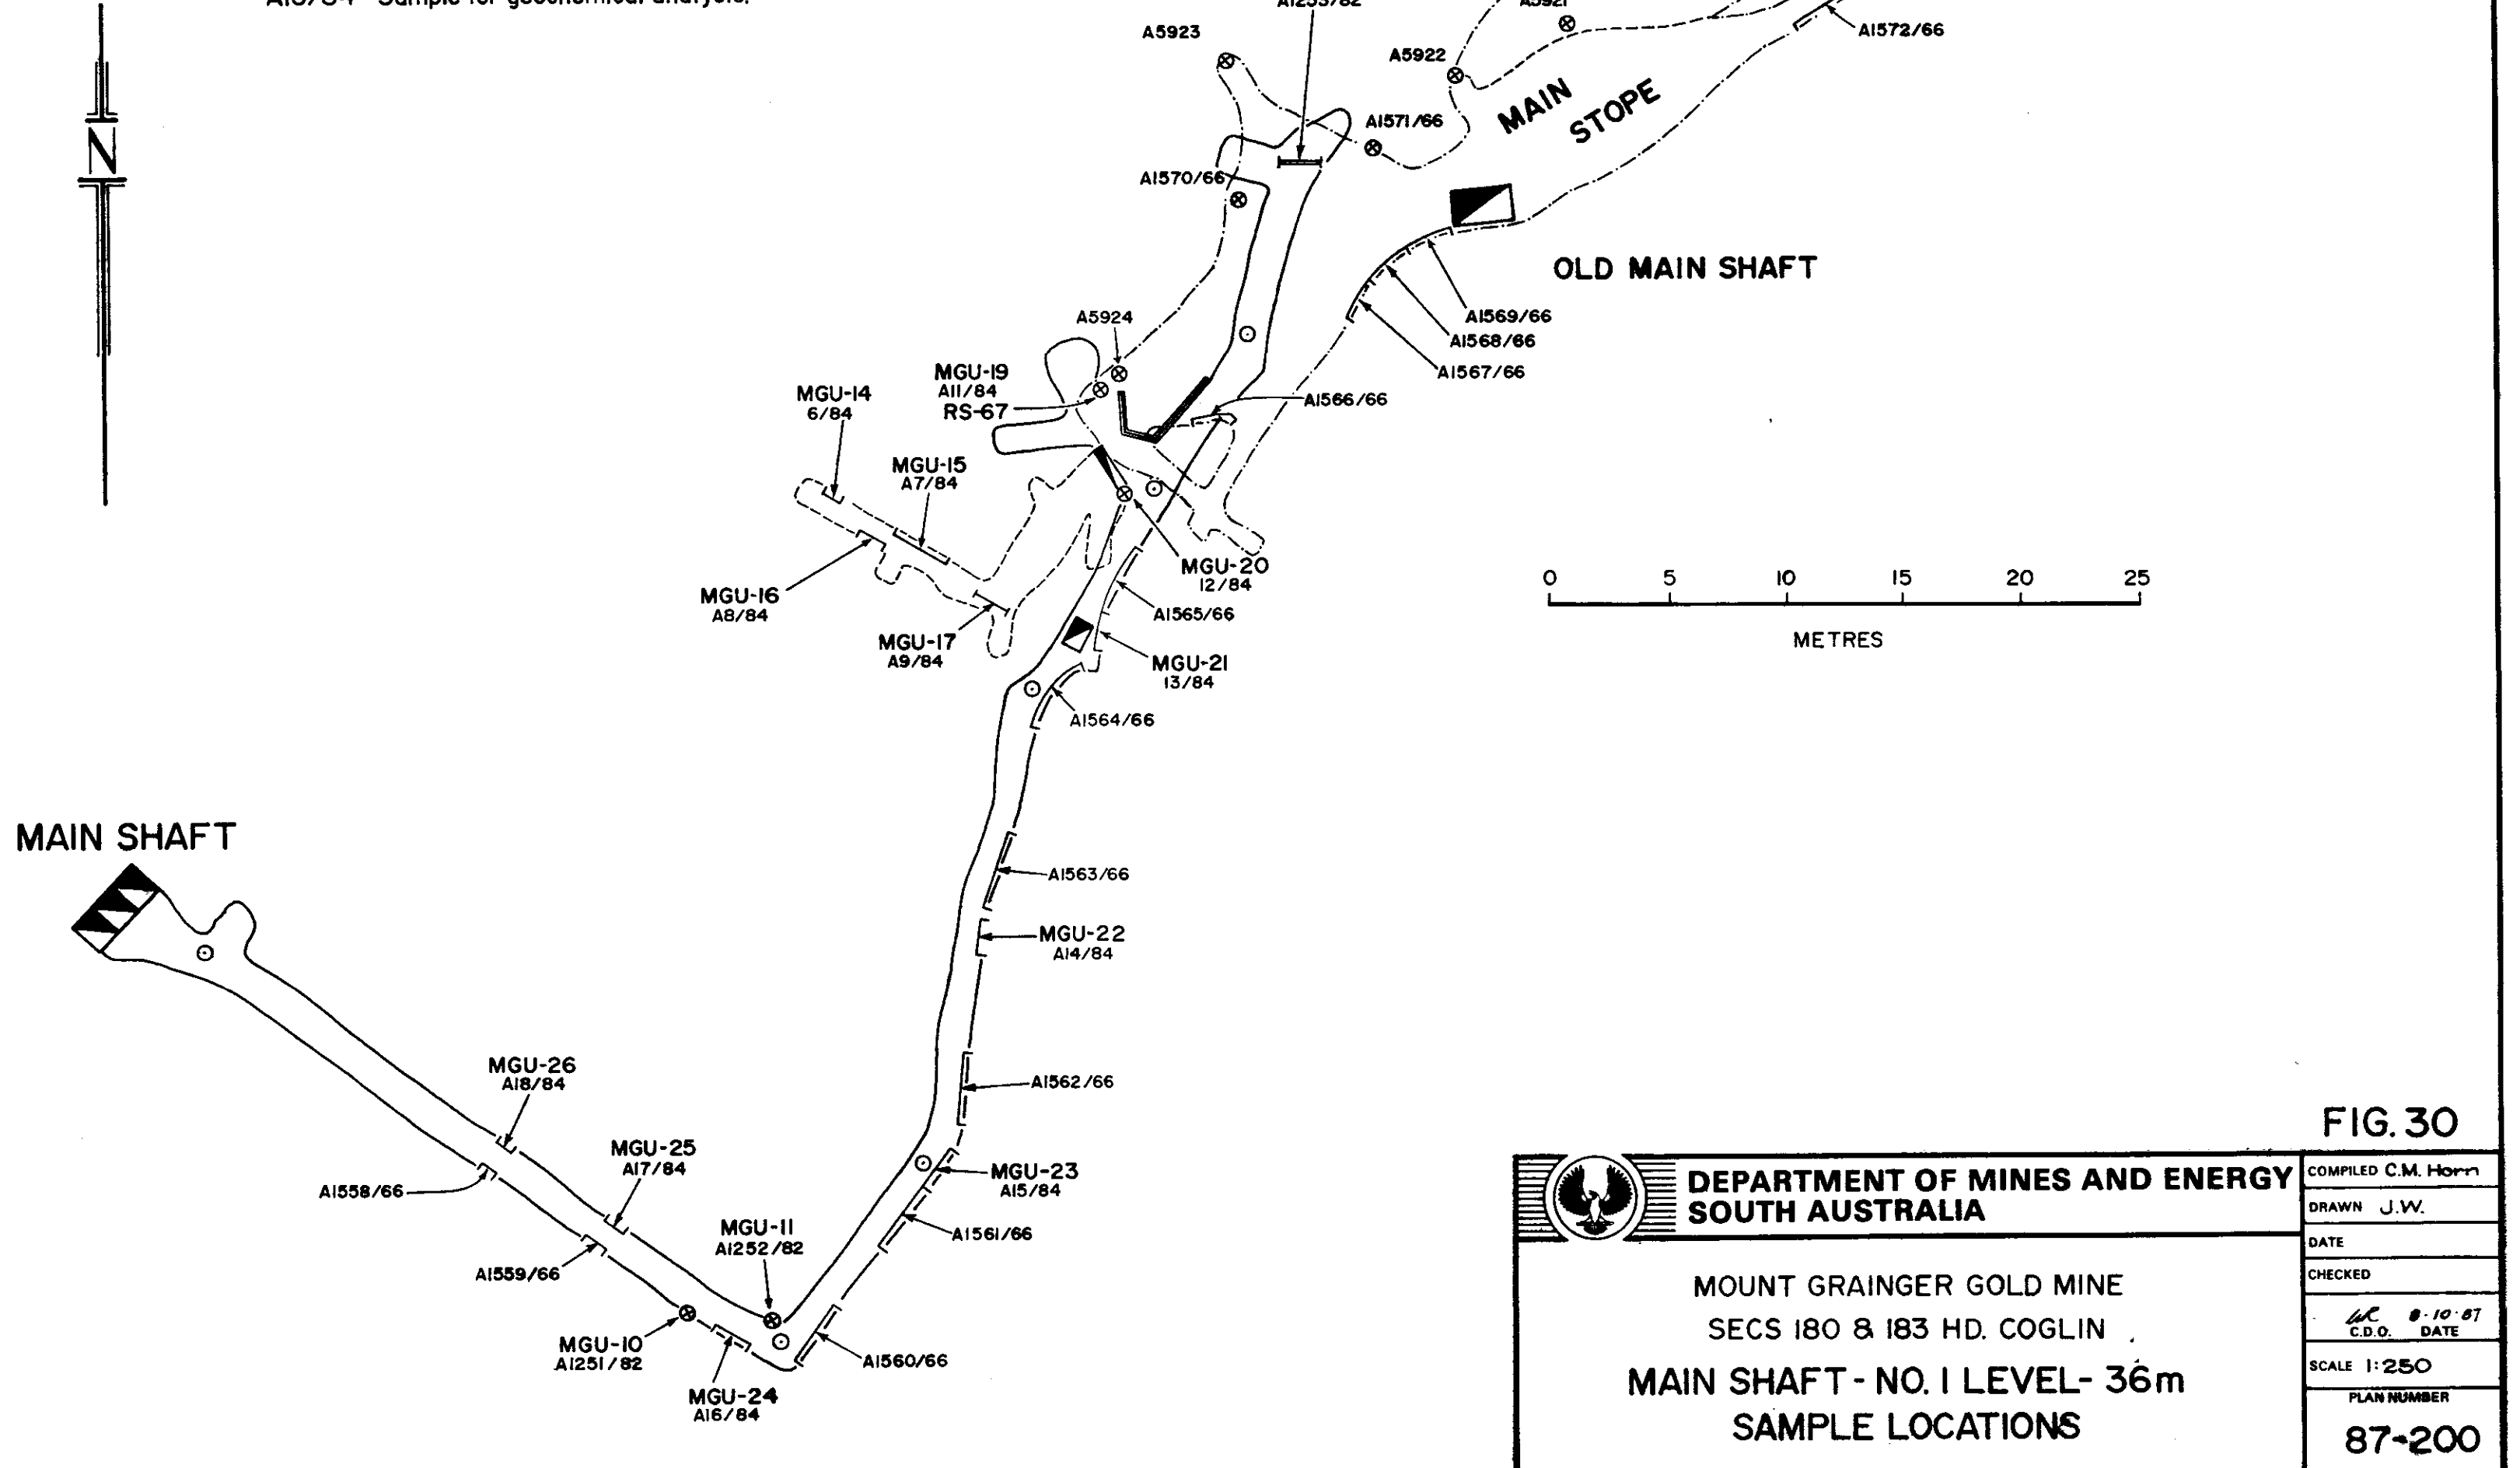 Sample for geochemical analysis.
A5923
A5922
A1572/66
A1571/66
MAIN STOPE
N
A1570/66
OLD MAIN SHAFT
A1569/66
A1568/66
A1567/66
A5924
MGU-19
A11/84
RS-67
MGU-14
6/84
A1566/66
MGU-15
A7/84
MGU-20
12/84
MGU-16
A8/84
A1565/66
MGU-17
A9/84
MGU-21
13/84
A1564/66
0 5 10 15 20 25
METRES
MAIN SHAFT
A1563/66
MGU-22
A14/84
MGU-26
A18/84
A1562/66
MGU-25
A17/84
MGU-23
A15/84
A1558/66
A1561/66
MGU-11
A1252/82
A1559/66
MGU-10
A1251/82
A1560/66
MGU-24
A16/84
FIG. 30
DEPARTMENT OF MINES AND ENERGY
SOUTH AUSTRALIA
MOUNT GRAINGER GOLD MINE
SECS 180 & 183 HD. COGLIN
MAIN SHAFT - NO. 1 LEVEL - 36m
SAMPLE LOCATIONS
COMPILED C.M. Horn
DRAWN J.W.
DATE
CHECKED
8·10·87
C.D.O. DATE
SCALE 1:250
PLAN NUMBER
87-200